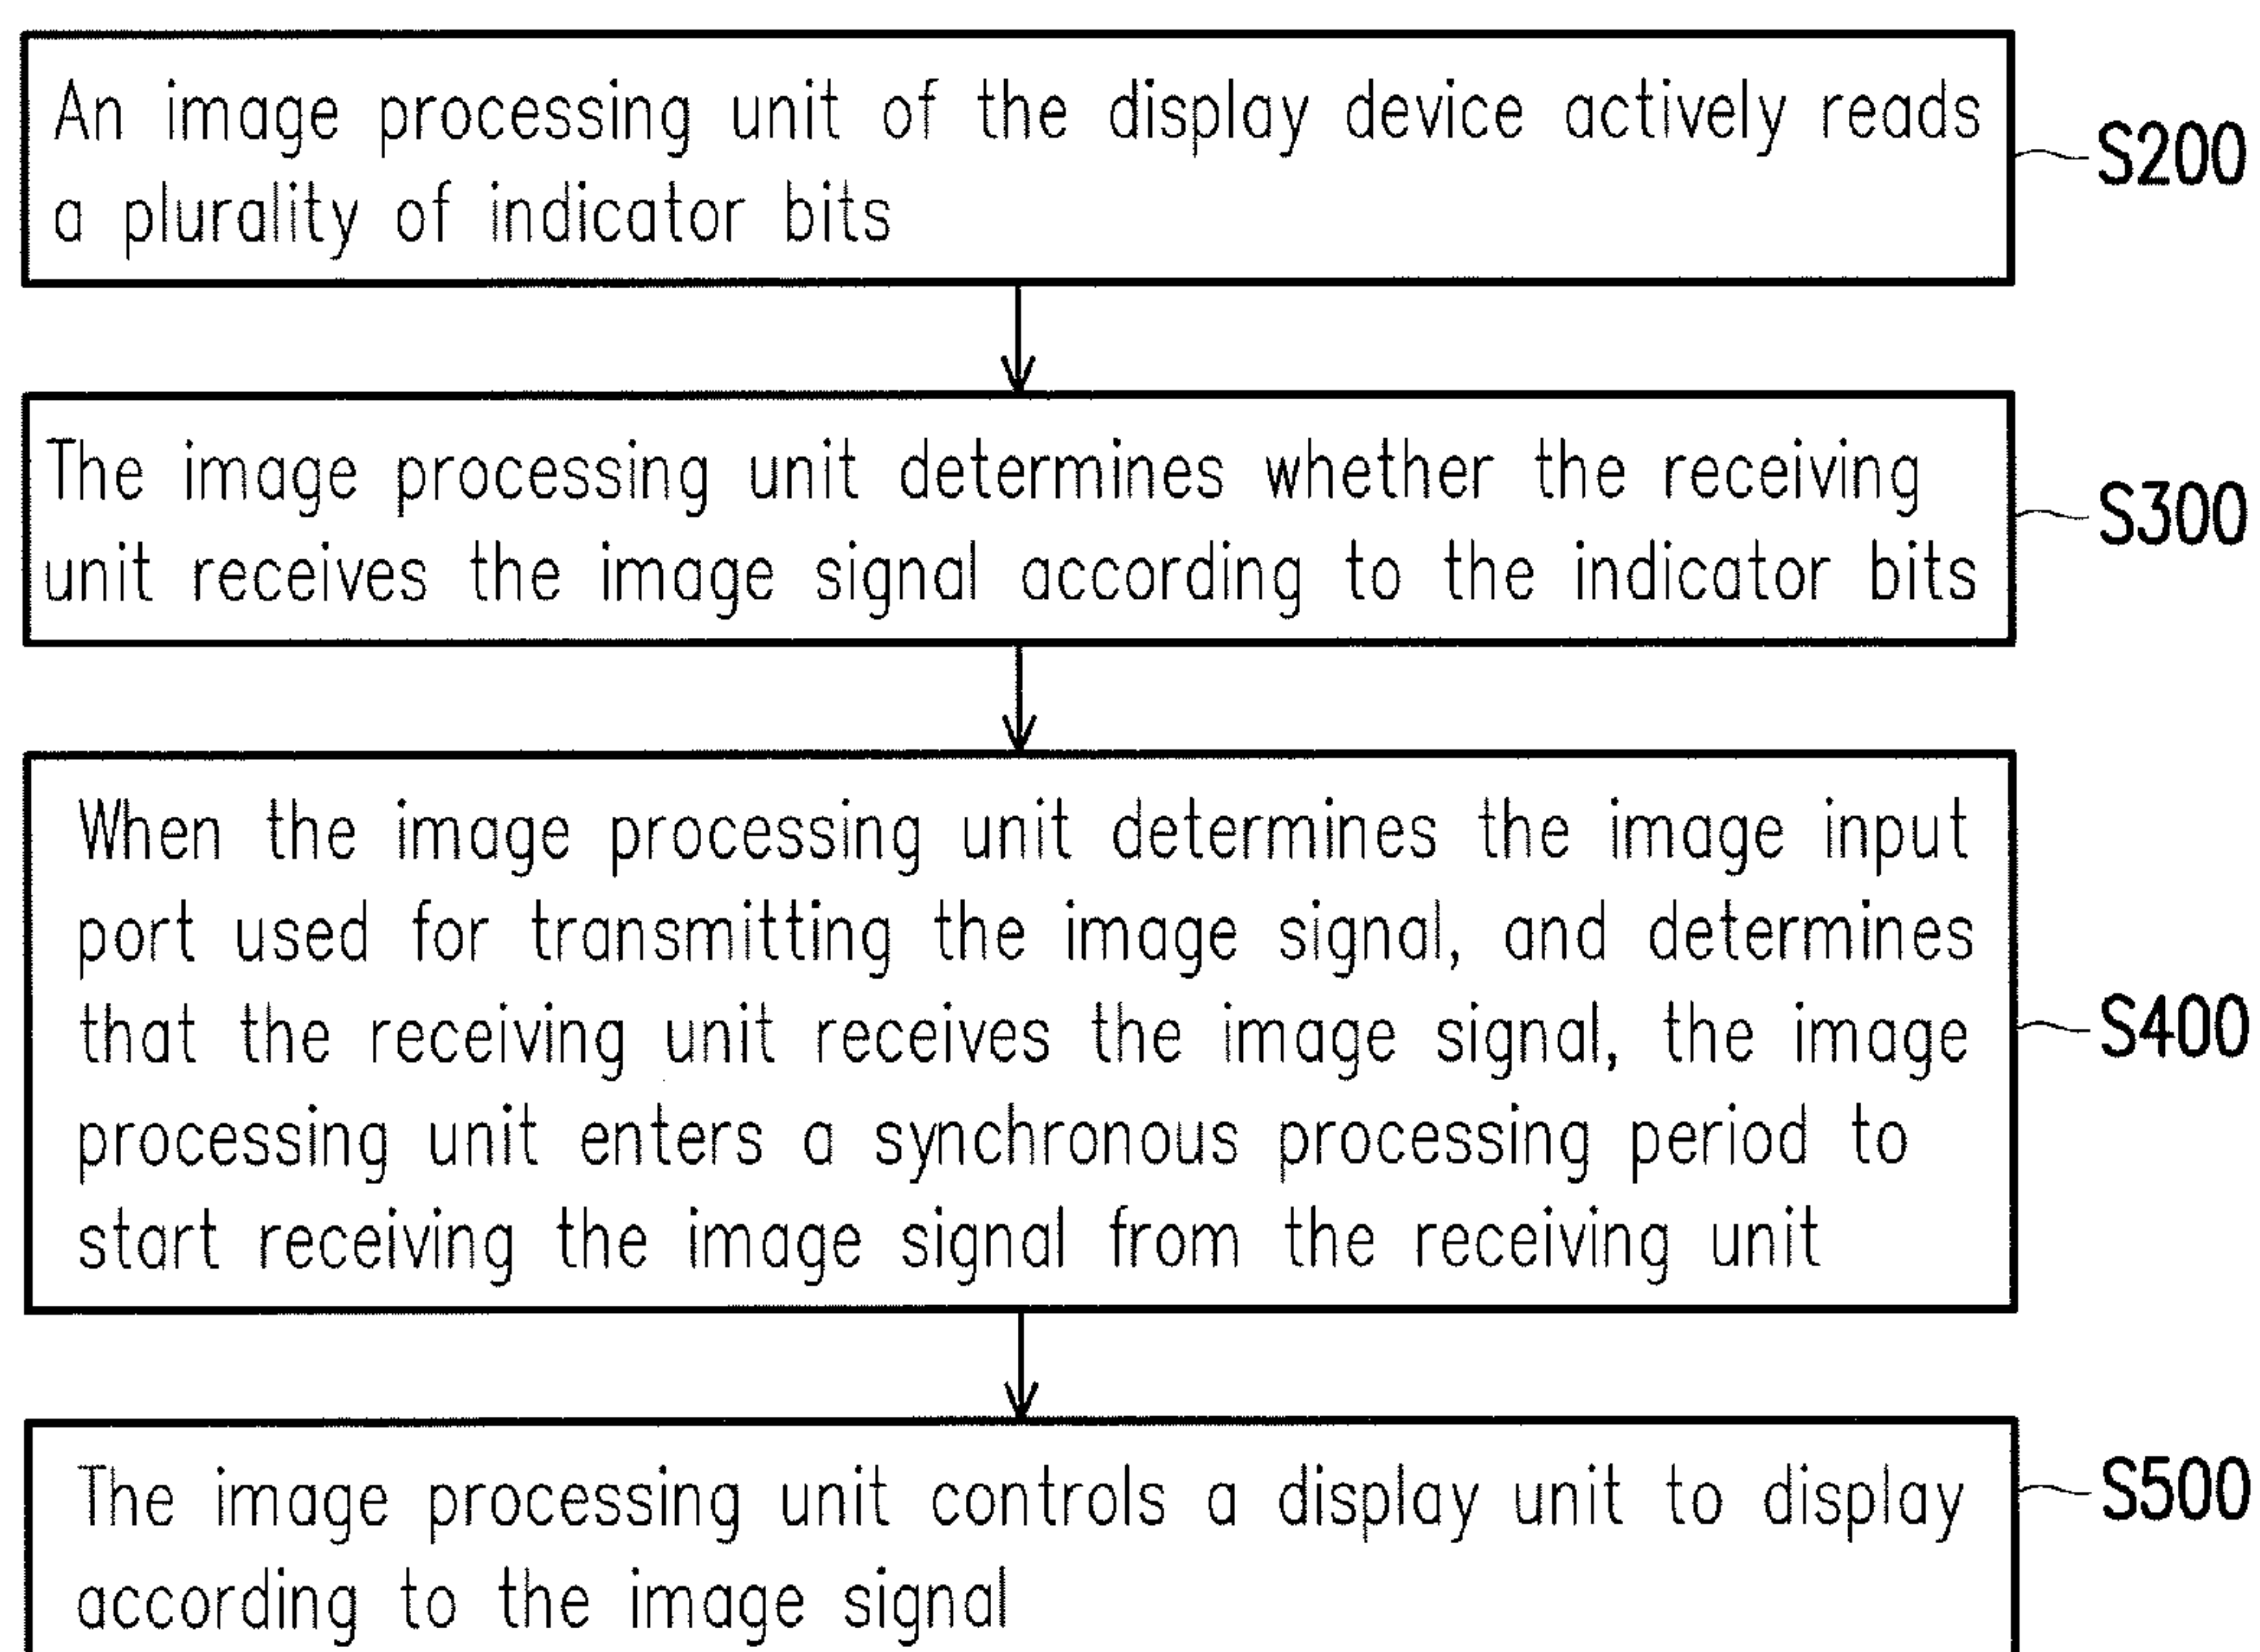 An image processing unit of the display device actively reads
a plurality of indicator bits
S200
The image processing unit determines whether the receiving
unit receives the image signal according to the indicator bits
S300
When the image processing unit determines the image input
port used for transmitting the image signal, and determines
that the receiving unit receives the image signal, the image
processing unit enters a synchronous processing period to
start receiving the image signal from the receiving unit
S400
The image processing unit controls a display unit to display
according to the image signal
S500